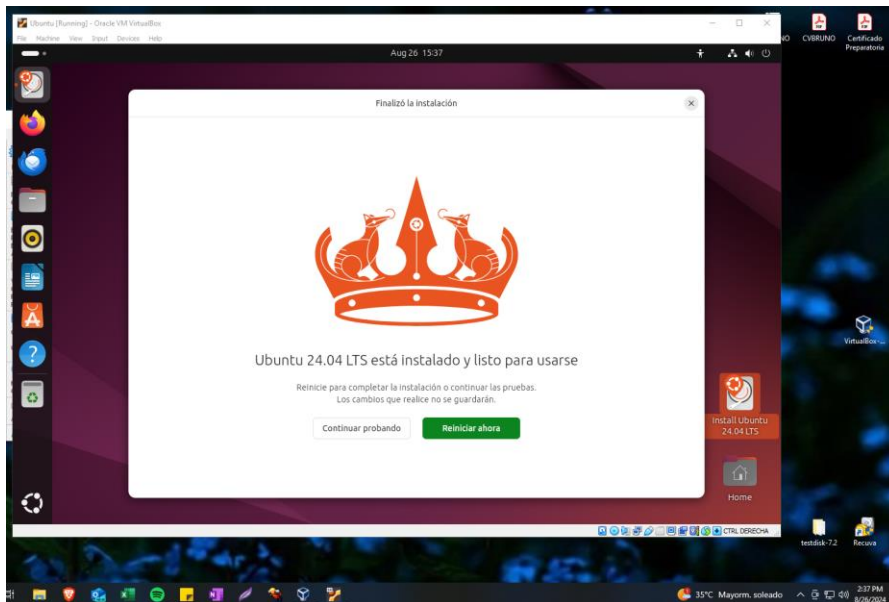 Ubuntu [Running] - Oracle VM VirtualBox
File Machine View Input Devices Help
Aug 26 15:37
Finalizó la instalación
Ubuntu 24.04 LTS está instalado y listo para usarse
Reinicie para completar la instalación o continuar las pruebas.
Los cambios que realice no se guardarán.
Continuar probando
Reiniciar ahora
Install Ubuntu
24.04 LTS
Home
CTRL DERECHA
CVBRUNO
Certificado
Preparatoria
VirtualBox-...
testdisk-7.2
Recuva
35°C Mayorm. soleado
2:37 PM
8/26/2024